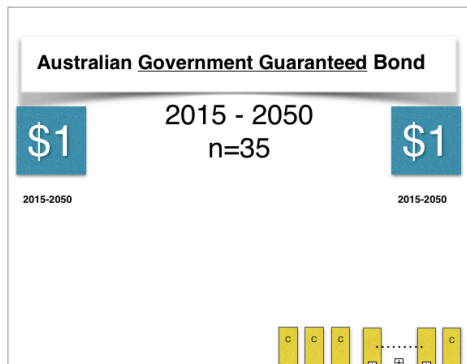 Australian Government Guaranteed Bond
2015 - 2050
n=35
$1
$1
2015-2050
2015-2050
C
C
C
.........
C